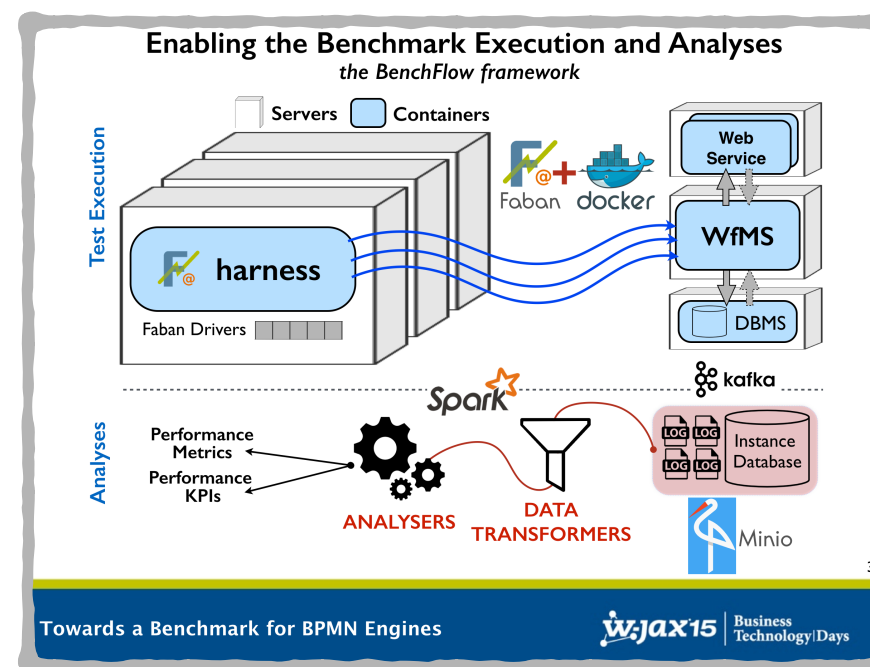 Enabling the Benchmark Execution and Analyses
the BenchFlow framework
Servers
Containers
Test Execution
Faban
+
docker
Web
Service
WfMS
DBMS
harness
Faban Drivers
kafka
Spark
Analyses
Performance
Metrics
Performance
KPIs
ANALYSERS
DATA
TRANSFORMERS
LOG LOG
LOG LOG
Instance
Database
Minio
Towards a Benchmark for BPMN Engines
w-jax15
Business
Technology|Days